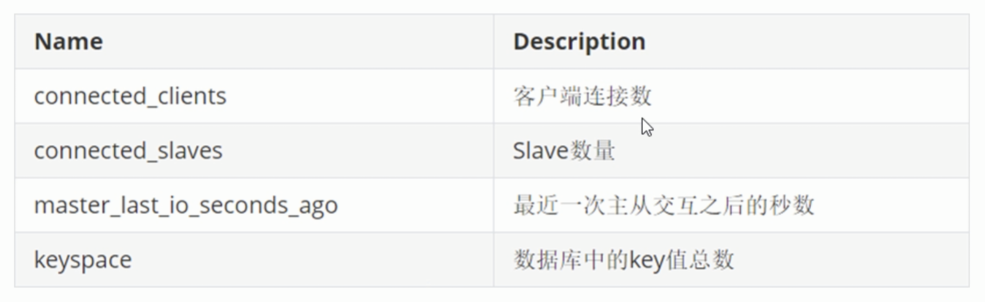 Name Description
connected_clients 客户端连接数
connected_slaves Slave数量
master_last_io_seconds_ago 最近一次主从交互之后的秒数
keyspace 数据库中的key值总数